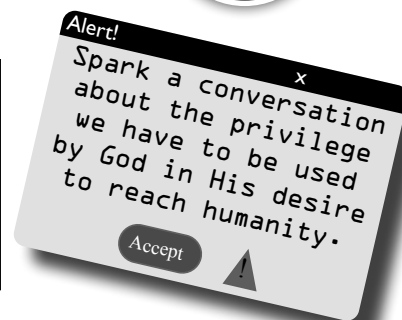 Alert!
x
Spark a conversation
about the privilege
we have to be used
by God in His desire
to reach humanity.
Accept
!